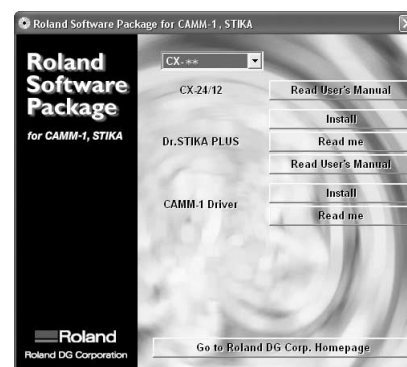 Roland Software Package for CAMM-1 , STIKA
Roland
Software
Package
for CAMM-1, STIKA
CX-**
CX-24/12
Read User's Manual
Dr.STIKA PLUS
Install
Read me
Read User's Manual
CAMM-1 Driver
Install
Read me
Roland
Roland DG Corporation
Go to Roland DG Corp. Homepage